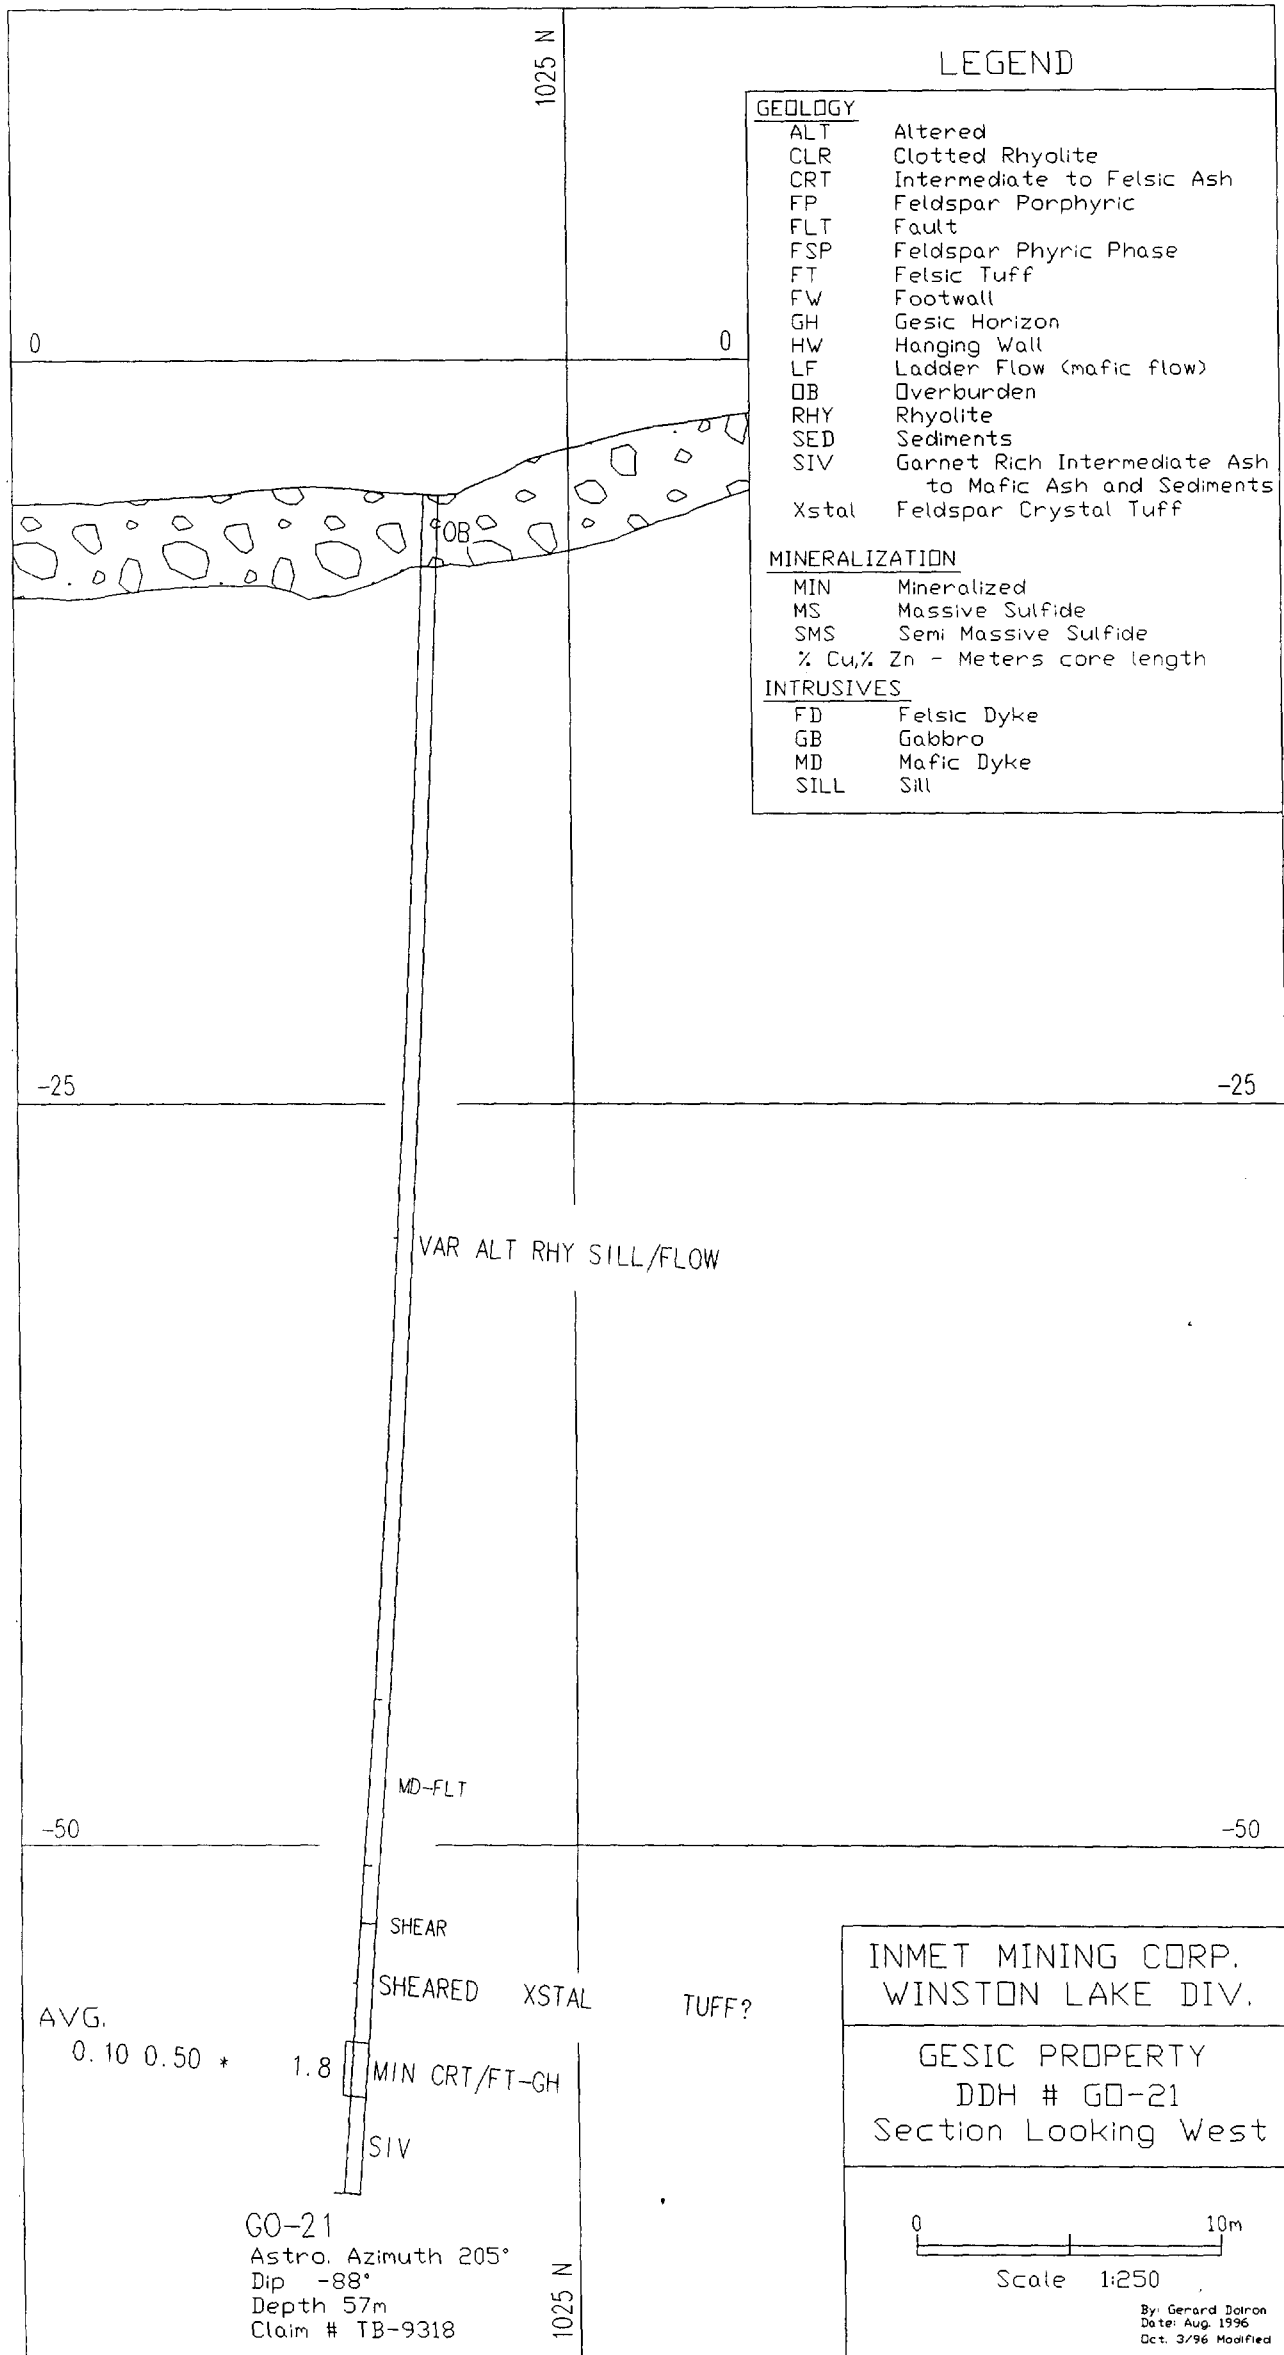 1025 N
LEGEND
GEOLOGY
ALT Altered
CLR Clotted Rhyolite
CRT Intermediate to Felsic Ash
FP Feldspar Porphyric
FLT Fault
FSP Feldspar Phyric Phase
FT Felsic Tuff
FW Footwall
GH Gesic Horizon
HW Hanging Wall
LF Ladder Flow (mafic flow)
OB Overburden
RHY Rhyolite
SED Sediments
SIV Garnet Rich Intermediate Ash
to Mafic Ash and Sediments
Xstal Feldspar Crystal Tuff
MINERALIZATION
MIN Mineralized
MS Massive Sulfide
SMS Semi Massive Sulfide
% Cu,% Zn - Meters core length
INTRUSIVES
FD Felsic Dyke
GB Gabbro
MD Mafic Dyke
SILL Sill
0 0
OB
-25 -25
VAR ALT RHY SILL/FLOW
MD-FLT
-50 -50
SHEAR
SHEARED XSTAL TUFF?
AVG.
0.10 0.50 * 1.8 MIN CRT/FT-GH
SIV
GO-21
Astro. Azimuth 205°
Dip -88°
Depth 57m
Claim # TB-9318
1025 N
INMET MINING CORP.
WINSTON LAKE DIV.
GESIC PROPERTY
DDH # GO-21
Section Looking West
0 10m
Scale 1:250
By: Gerard Doiron
Date: Aug. 1996
Oct. 3/96 Modified